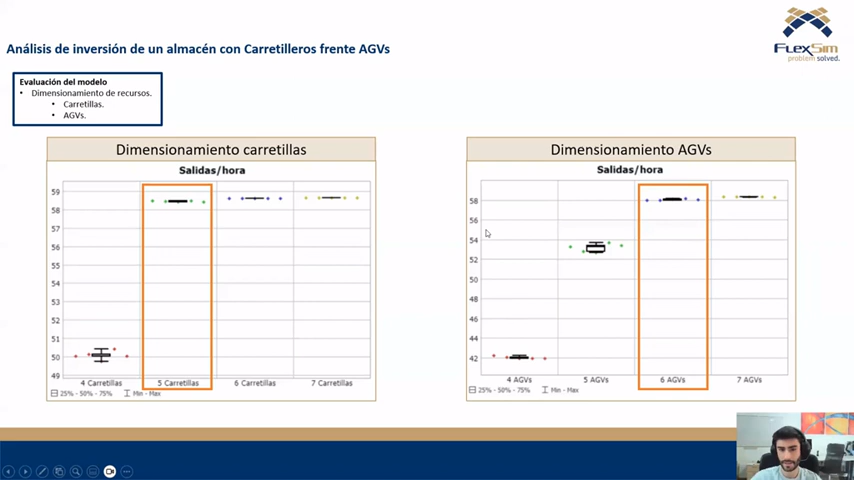 Análisis de inversión de un almacén con Carretilleros frente AGVs
FLEXSIM
problem solved.
Evaluación del modelo
• Dimensionamiento de recursos.
• Carretillas.
• AGVs.
Dimensionamiento carretillas
Salidas/hora
59
58
57
56
55
54
53
52
51
50
49
4 Carretillas
5 Carretillas
6 Carretillas
7 Carretillas
25% - 50% - 75%
Min - Max
Dimensionamiento AGVs
Salidas/hora
58
56
54
52
50
48
46
44
42
4 AGVs
5 AGVs
6 AGVs
7 AGVs
25% - 50% - 75%
Min - Max